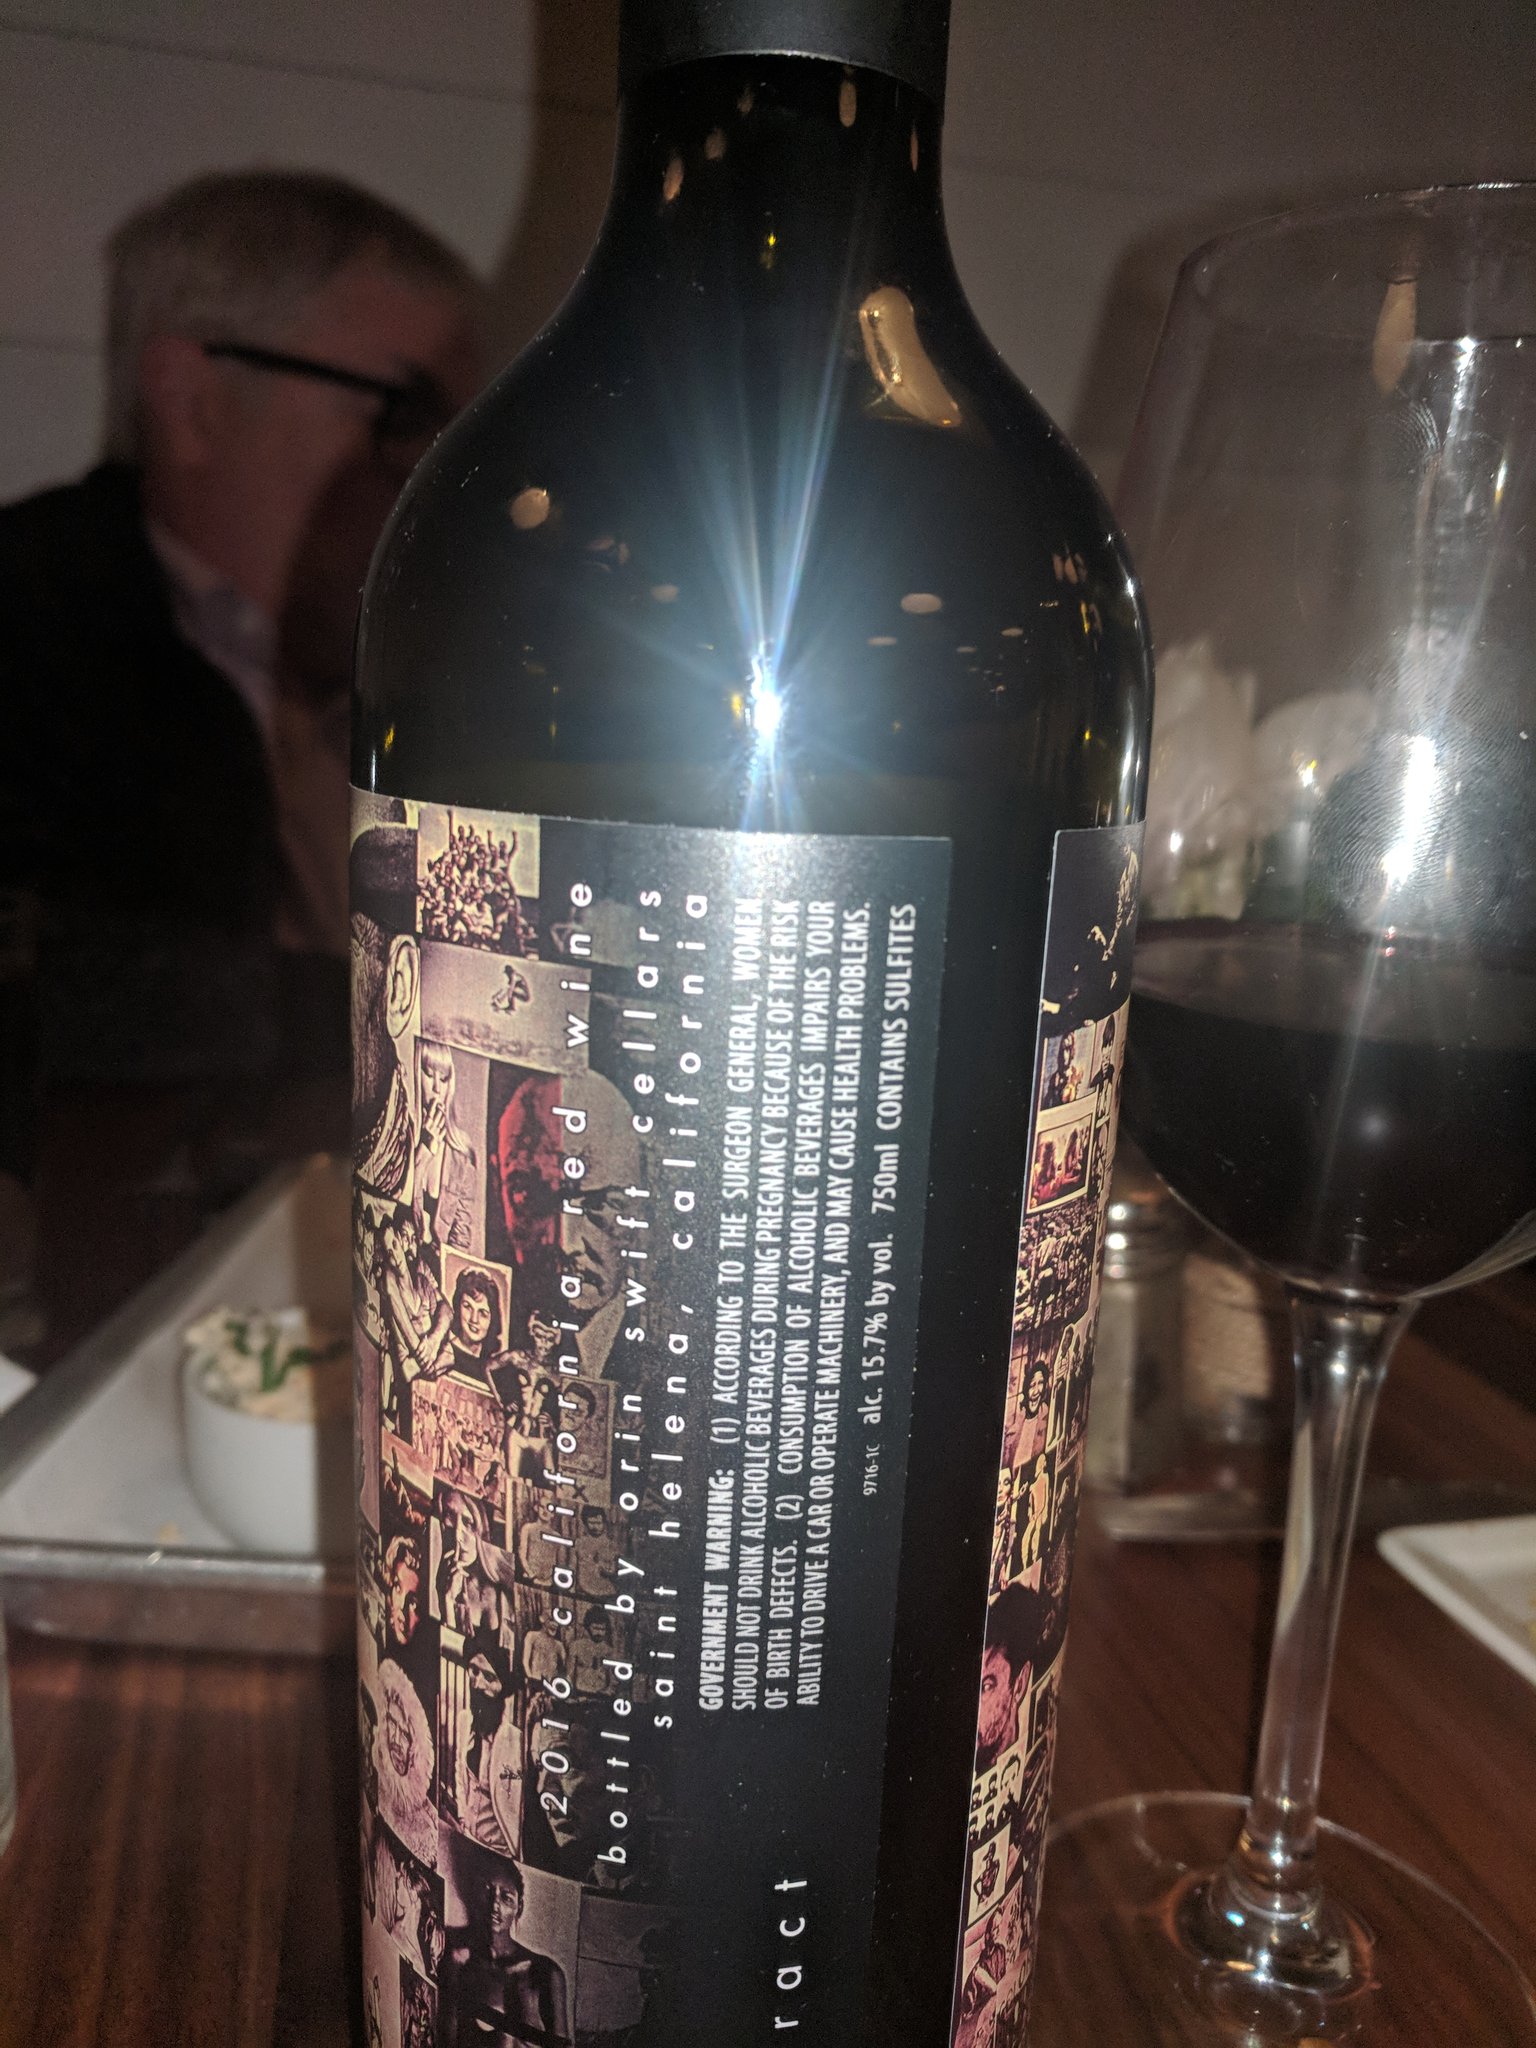 2016 california red wine
bottled by orin swift cellars
saint helena, california
GOVERNMENT WARNING: (1) ACCORDING TO THE SURGEON GENERAL, WOMEN
SHOULD NOT DRINK ALCOHOLIC BEVERAGES DURING PREGNANCY BECAUSE OF THE RISK
OF BIRTH DEFECTS. (2) CONSUMPTION OF ALCOHOLIC BEVERAGES IMPAIRS YOUR
ABILITY TO DRIVE A CAR OR OPERATE MACHINERY, AND MAY CAUSE HEALTH PROBLEMS.
9716-1C alc. 15.7% by vol. 750ml CONTAINS SULFITES
ract